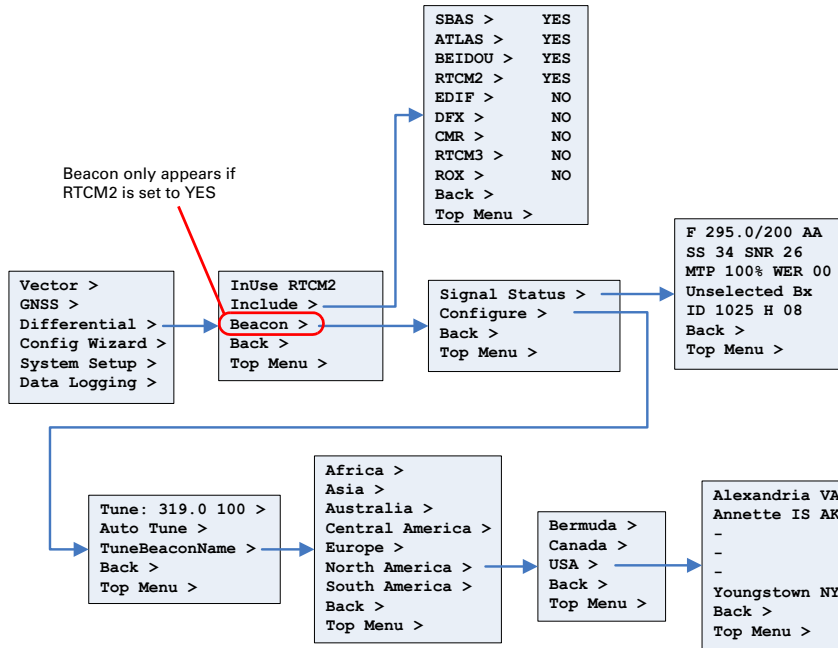 SBAS > YES
ATLAS > YES
BEIDOU > YES
RTCM2 > YES
EDIF > NO
DFX > NO
CMR > NO
RTCM3 > NO
ROX > NO
Back >
Top Menu >
Beacon only appears if
RTCM2 is set to YES
Vector >
GNSS >
Differential >
Config Wizard >
System Setup >
Data Logging >
InUse RTCM2
Include >
Beacon >
Back >
Top Menu >
Signal Status >
Configure >
Back >
Top Menu >
F 295.0/200 AA
SS 34 SNR 26
MTP 100% WER 00
Unselected Bx
ID 1025 H 08
Back >
Top Menu >
Tune: 319.0 100 >
Auto Tune >
TuneBeaconName >
Back >
Top Menu >
Africa >
Asia >
Australia >
Central America >
Europe >
North America >
South America >
Back >
Top Menu >
Bermuda >
Canada >
USA >
Back >
Top Menu >
Alexandria VA
Annette IS AK
-
-
-
Youngstown NY
Back >
Top Menu >